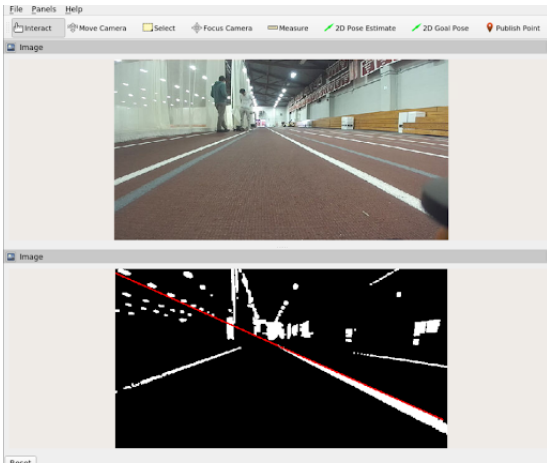 File Panels Help
Interact Move Camera Select Focus Camera Measure 2D Pose Estimate 2D Goal Pose Publish Point
Image
Image
Reset